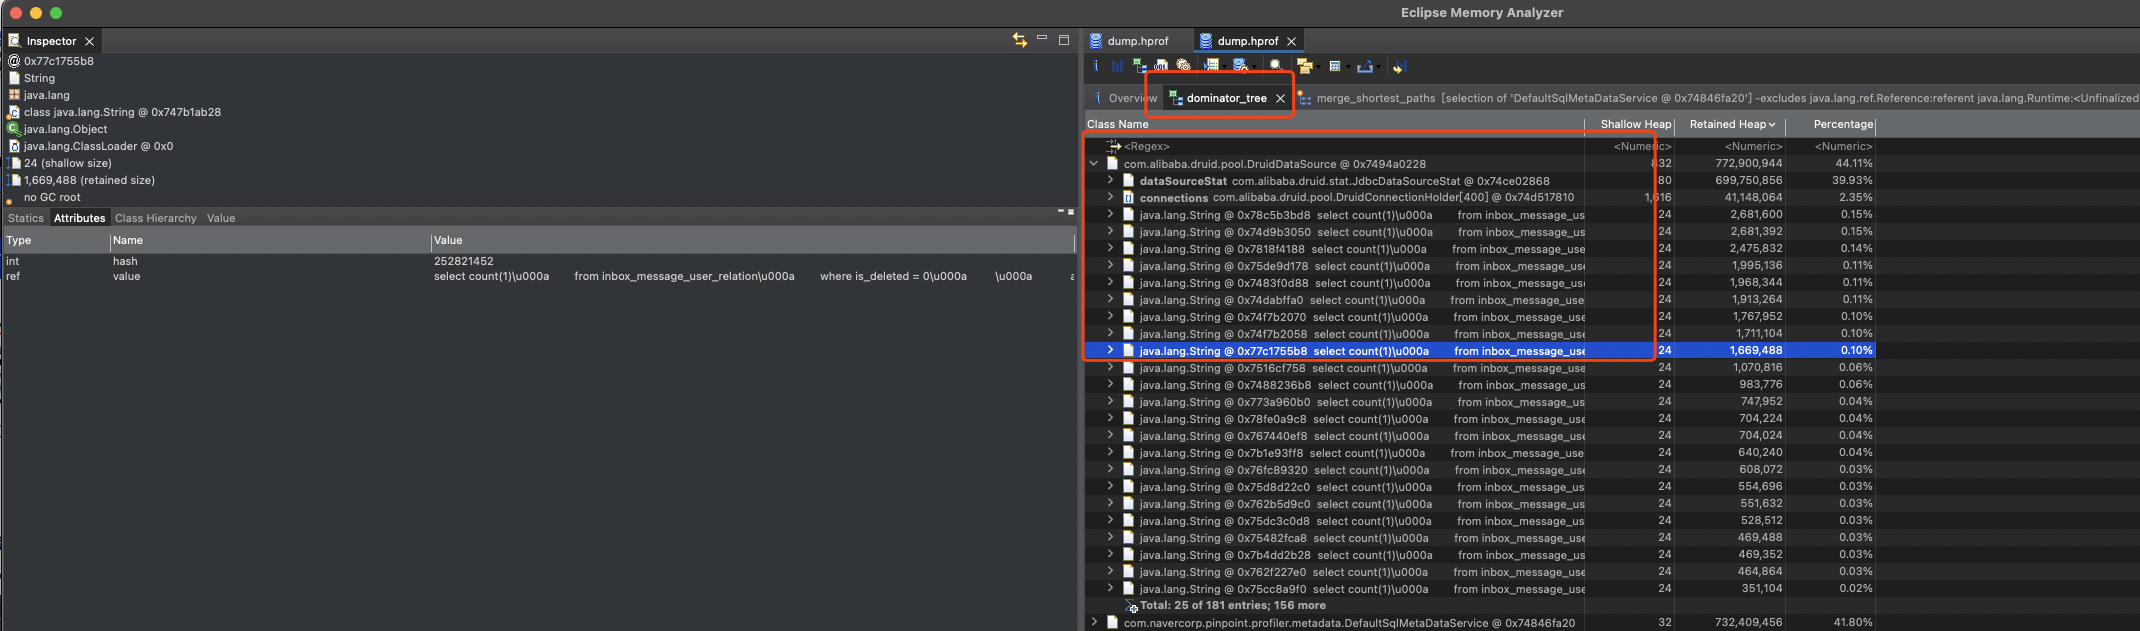 Eclipse Memory Analyzer
Inspector
@ 0x77c1755b8
String
java.lang
class java.lang.String @ 0x747b1ab28
java.lang.Object
java.lang.ClassLoader @ 0x0
24 (shallow size)
1,669,488 (retained size)
no GC root
Statics Attributes Class Hierarchy Value
Type Name Value
int hash 252821452
ref value select count(1)\u000a from inbox_message_user_relation\u000a where is_deleted = 0\u000a \u000a a
dump.hprof dump.hprof
i Overview dominator_tree merge_shortest_paths [selection of 'DefaultSqlMetaDataService @ 0x74846fa20'] -excludes java.lang.ref.Reference:referent java.lang.Runtime:<Unfinalized
Class Name Shallow Heap Retained Heap Percentage
<Regex> <Numeric> <Numeric> <Numeric>
com.alibaba.druid.pool.DruidDataSource @ 0x7494a0228 832 772,900,944 44.11%
dataSourceStat com.alibaba.druid.stat.JdbcDataSourceStat @ 0x74ce02868 80 699,750,856 39.93%
connections com.alibaba.druid.pool.DruidConnectionHolder[400] @ 0x74d517810 1,616 41,148,064 2.35%
java.lang.String @ 0x78c5b3bd8 select count(1)\u000a from inbox_message_us 24 2,681,600 0.15%
java.lang.String @ 0x74d9b3050 select count(1)\u000a from inbox_message_us 24 2,681,392 0.15%
java.lang.String @ 0x7818f4188 select count(1)\u000a from inbox_message_use 24 2,475,832 0.14%
java.lang.String @ 0x75de9d178 select count(1)\u000a from inbox_message_use 24 1,995,136 0.11%
java.lang.String @ 0x7483f0d88 select count(1)\u000a from inbox_message_us 24 1,968,344 0.11%
java.lang.String @ 0x74dabffa0 select count(1)\u000a from inbox_message_use 24 1,913,264 0.11%
java.lang.String @ 0x74f7b2070 select count(1)\u000a from inbox_message_use 24 1,767,952 0.10%
java.lang.String @ 0x74f7b2058 select count(1)\u000a from inbox_message_use 24 1,711,104 0.10%
java.lang.String @ 0x77c1755b8 select count(1)\u000a from inbox_message_use 24 1,669,488 0.10%
java.lang.String @ 0x7516cf758 select count(1)\u000a from inbox_message_use 24 1,070,816 0.06%
java.lang.String @ 0x7488236b8 select count(1)\u000a from inbox_message_us 24 983,776 0.06%
java.lang.String @ 0x773a960b0 select count(1)\u000a from inbox_message_us 24 747,952 0.04%
java.lang.String @ 0x78fe0a9c8 select count(1)\u000a from inbox_message_use 24 704,224 0.04%
java.lang.String @ 0x767440ef8 select count(1)\u000a from inbox_message_use 24 704,024 0.04%
java.lang.String @ 0x7b1e93ff8 select count(1)\u000a from inbox_message_use 24 640,240 0.04%
java.lang.String @ 0x76fc89320 select count(1)\u000a from inbox_message_use 24 608,072 0.03%
java.lang.String @ 0x75d8d22c0 select count(1)\u000a from inbox_message_us 24 554,696 0.03%
java.lang.String @ 0x762b5d9c0 select count(1)\u000a from inbox_message_us 24 551,632 0.03%
java.lang.String @ 0x75dc3c0d8 select count(1)\u000a from inbox_message_us 24 528,512 0.03%
java.lang.String @ 0x75482fca8 select count(1)\u000a from inbox_message_use 24 469,488 0.03%
java.lang.String @ 0x7b4dd2b28 select count(1)\u000a from inbox_message_us 24 469,352 0.03%
java.lang.String @ 0x762f227e0 select count(1)\u000a from inbox_message_use 24 464,864 0.03%
java.lang.String @ 0x75cc8a9f0 select count(1)\u000a from inbox_message_use 24 351,104 0.02%
Total: 25 of 181 entries; 156 more
com.navercorp.pinpoint.profiler.metadata.DefaultSqlMetaDataService @ 0x74846fa20 32 732,409,456 41.80%